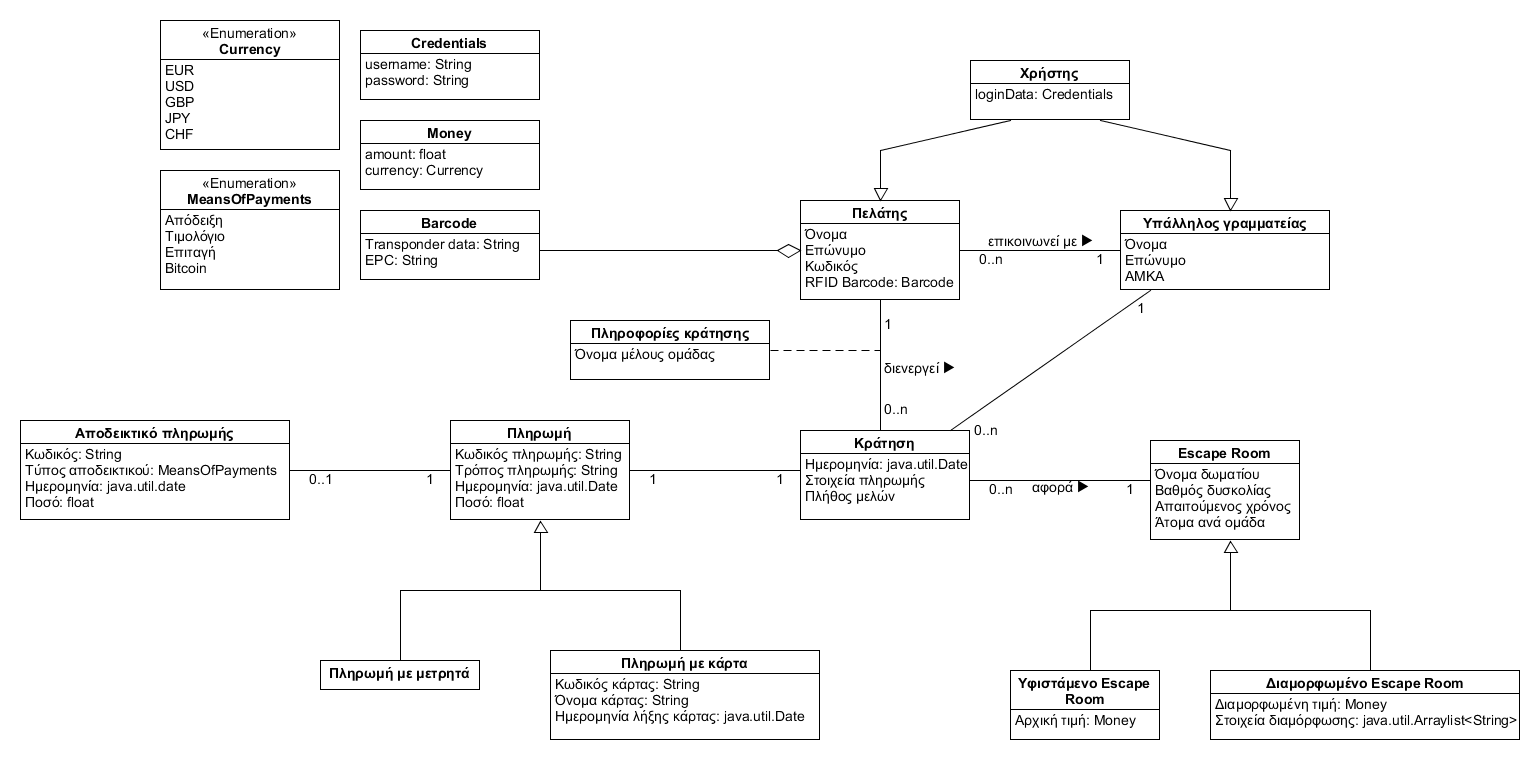 «Enumeration»
Currency
EUR
USD
GBP
JPY
CHF
Credentials
username: String
password: String
Χρήστης
loginData: Credentials
Money
amount: float
currency: Currency
«Enumeration»
MeansOfPayments
Απόδειξη
Τιμολόγιο
Επιταγή
Bitcoin
Barcode
Transponder data: String
EPC: String
Πελάτης
Όνομα
Επώνυμο
Κωδικός
RFID Barcode: Barcode
επικοινωνεί με ▶
0..n
1
Υπάλληλος γραμματείας
Όνομα
Επώνυμο
ΑΜΚΑ
1
1
Πληροφορίες κράτησης
Όνομα μέλους ομάδας
διενεργεί ▶
0..n
0..n
Αποδεικτικό πληρωμής
Κωδικός: String
Τύπος αποδεικτικού: MeansOfPayments
Ημερομηνία: java.util.date
Ποσό: float
0..1
1
Πληρωμή
Κωδικός πληρωμής: String
Τρόπος πληρωμής: String
Ημερομηνία: java.util.Date
Ποσό: float
1
1
Κράτηση
Ημερομηνία: java.util.Date
Στοιχεία πληρωμής
Πλήθος μελών
0..n
αφορά ▶
1
Escape Room
Όνομα δωματίου
Βαθμός δυσκολίας
Απαιτούμενος χρόνος
Άτομα ανά ομάδα
Πληρωμή με μετρητά
Πληρωμή με κάρτα
Κωδικός κάρτας: String
Όνομα κάρτας: String
Ημερομηνία λήξης κάρτας: java.util.Date
Υφιστάμενο Escape
Room
Αρχική τιμή: Money
Διαμορφωμένο Escape Room
Διαμορφωμένη τιμή: Money
Στοιχεία διαμόρφωσης: java.util.Arraylist<String>